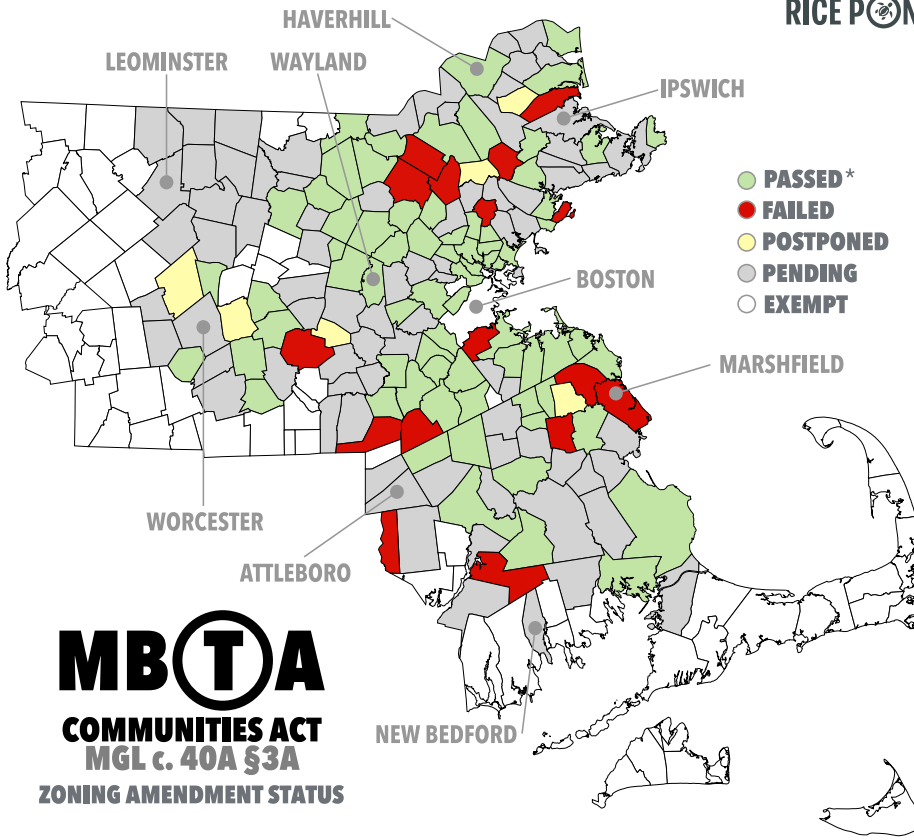 RICE P
HAVERHILL
LEOMINSTER
WAYLAND
IPSWICH
PASSED*
FAILED
POSTPONED
PENDING
EXEMPT
BOSTON
MARSHFIELD
WORCESTER
ATTLEBORO
NEW BEDFORD
MBTA
COMMUNITIES ACT
MGL c. 40A §3A
ZONING AMENDMENT STATUS